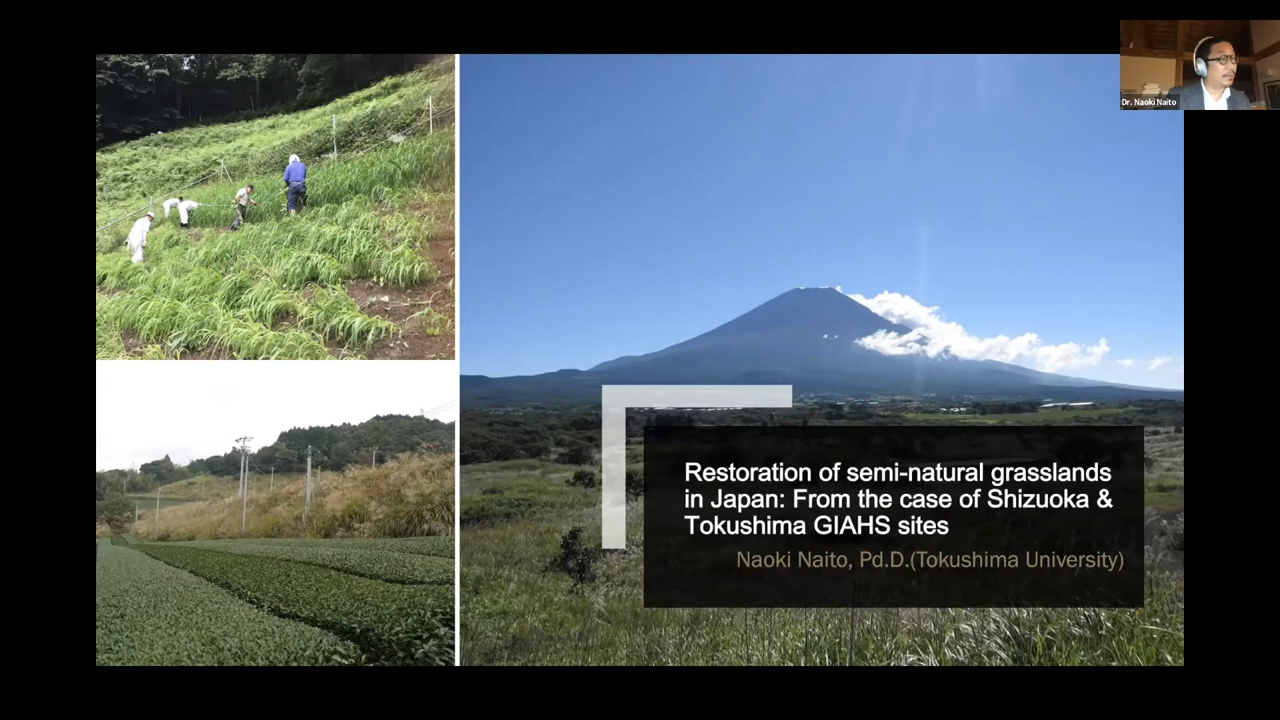 Dr. Naoki Naito
Restoration of semi-natural grasslands
in Japan: From the case of Shizuoka &
Tokushima GIAHS sites
Naoki Naito, Pd.D.(Tokushima University)